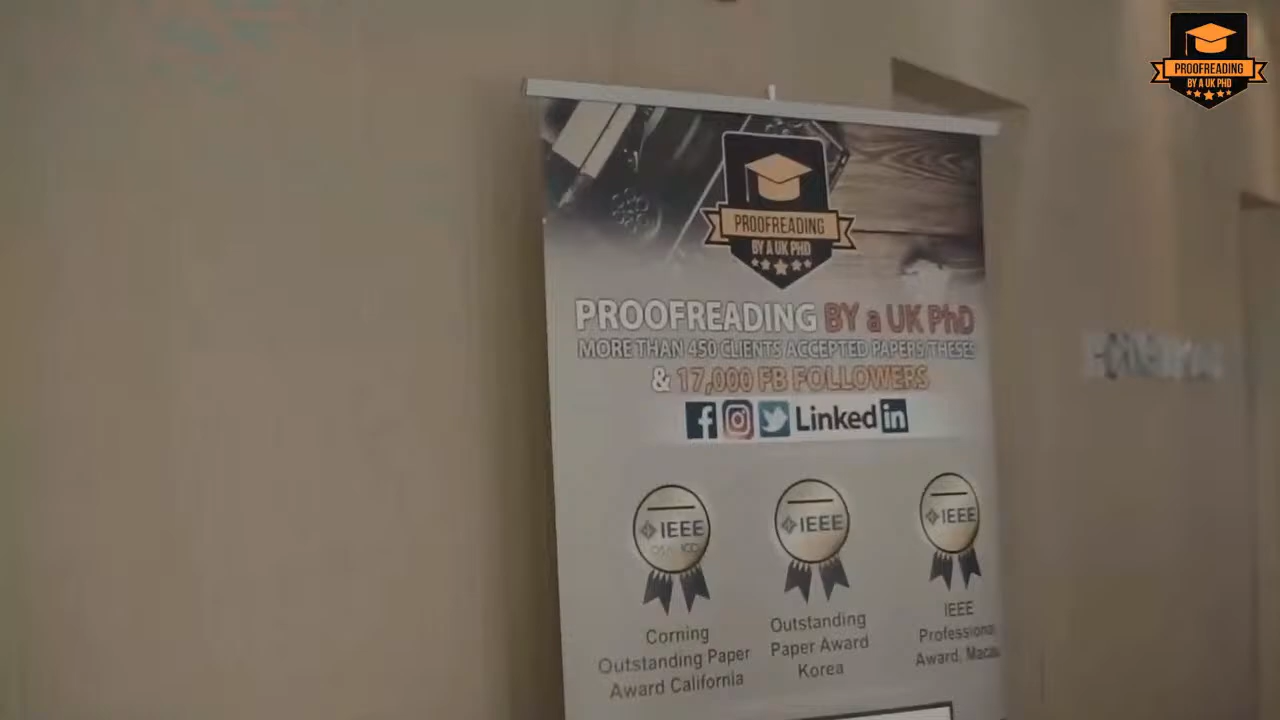 PROOFREADING
BY A UK PHD
PROOFREADING
BY A UK PHD
PROOFREADING BY a UK PhD
MORE THAN 450 CLIENTS ACCEPTED PAPERS/THESES
& 17,000 FB FOLLOWERS
Linked in
IEEE
IEEE
IEEE
Corning
Outstanding Paper
Award California
Outstanding
Paper Award
Korea
IEEE
Professional
Award, Macau